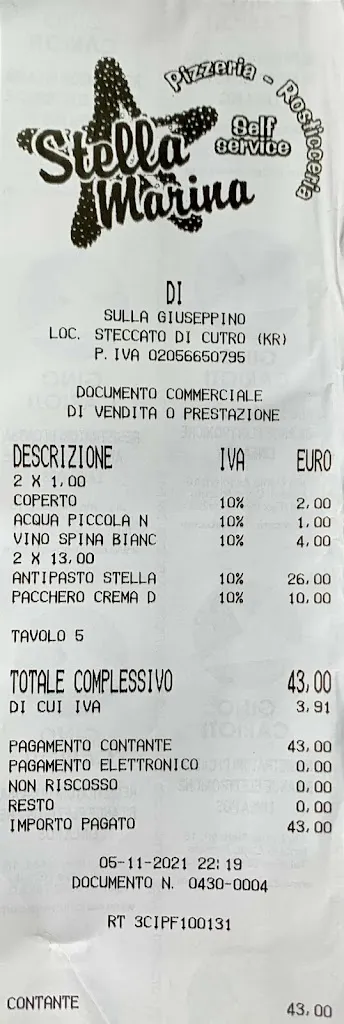 Pizzeria - Rosticceria
Self
service
Stella
Marina
DI
SULLA GIUSEPPINO
LOC. STECCATO DI CUTRO (KR)
P. IVA 02056650795
DOCUMENTO COMMERCIALE
DI VENDITA O PRESTAZIONE
DESCRIZIONE IVA EURO
2 X 1,00
COPERTO 10% 2,00
ACQUA PICCOLA N 10% 1,00
VINO SPINA BIANC 10% 4,00
2 X 13,00
ANTIPASTO STELLA 10% 26,00
PACCHERO CREMA D 10% 10,00
TAVOLO 5
TOTALE COMPLESSIVO 43,00
DI CUI IVA 3,91
PAGAMENTO CONTANTE 43,00
PAGAMENTO ELETTRONICO 0,00
NON RISCOSSO 0,00
RESTO 0,00
IMPORTO PAGATO 43,00
05-11-2021 22:19
DOCUMENTO N. 0430-0004
RT 3CIPF100131
CONTANTE 43,00